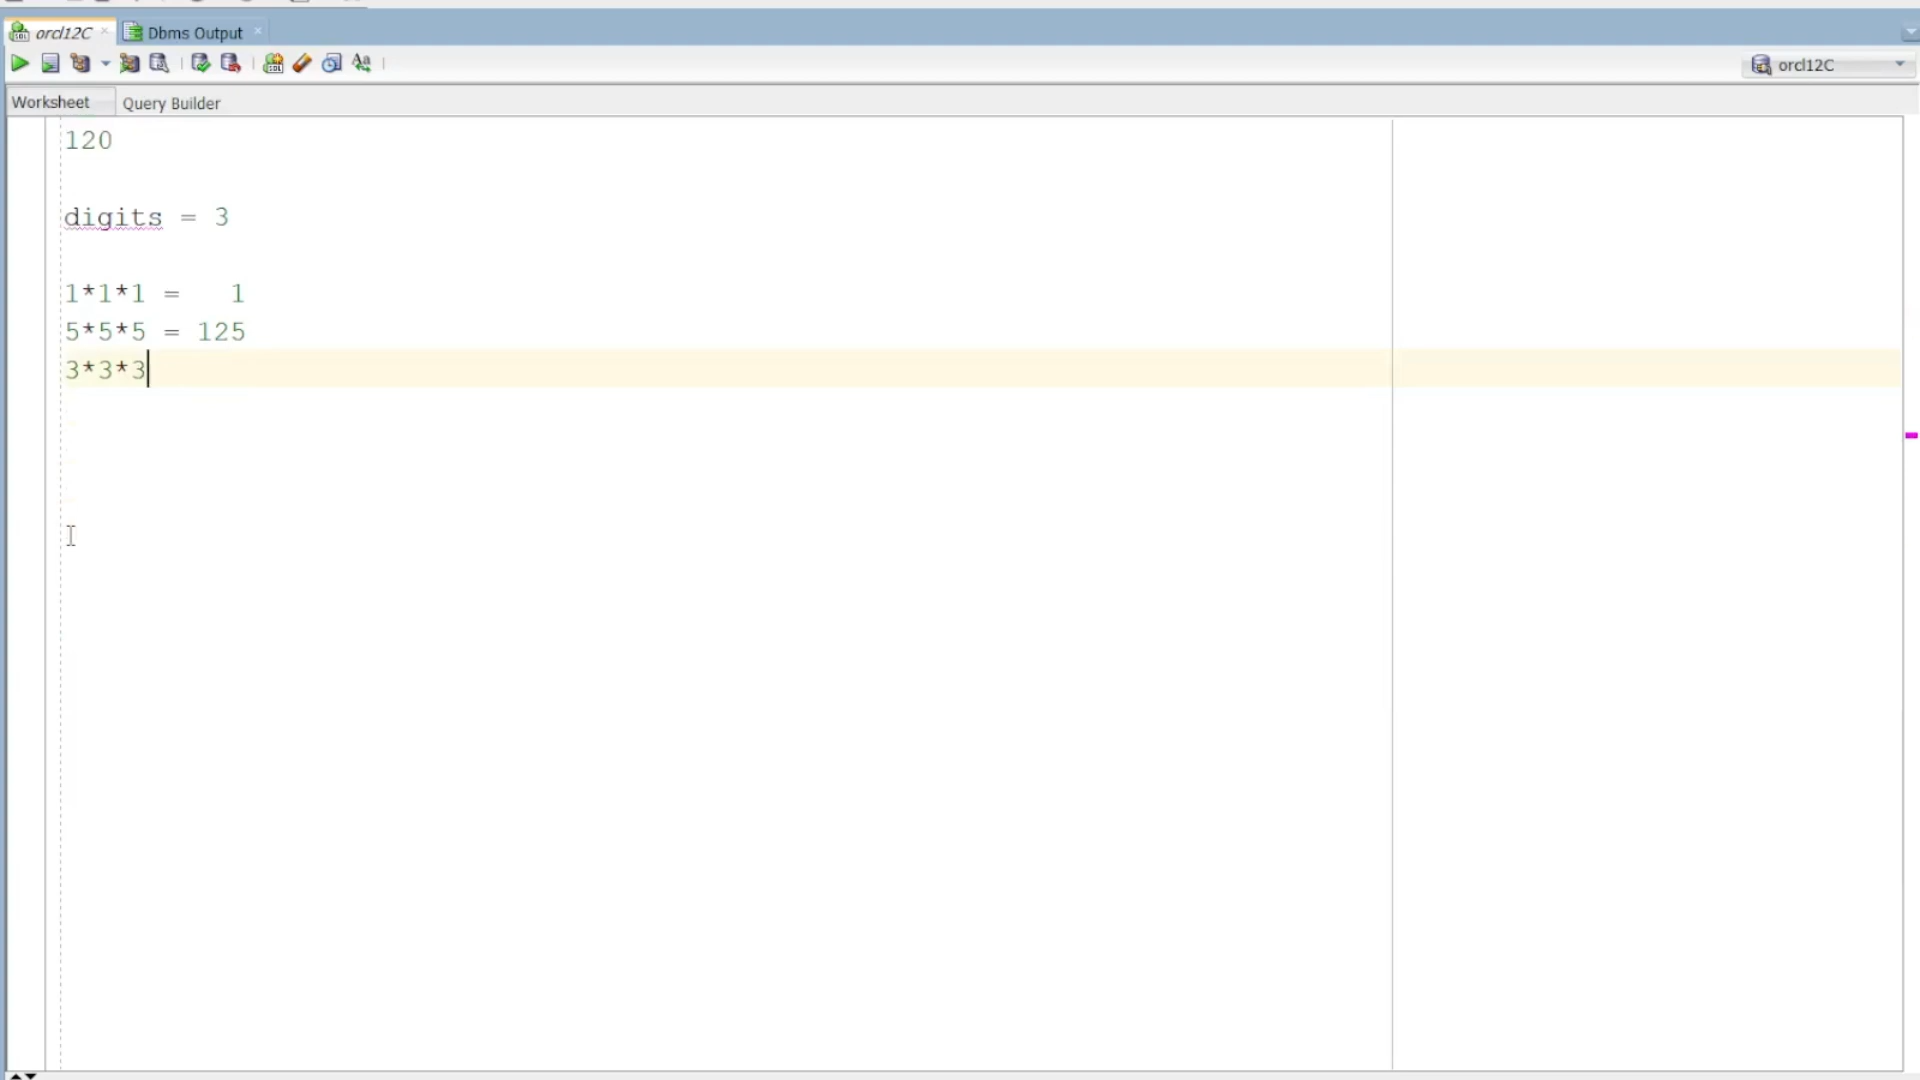 orcl12C
Dbms Output
orcl12C
Worksheet
Query Builder
120
digits = 3
1*1*1 =   1
5*5*5 = 125
3*3*3